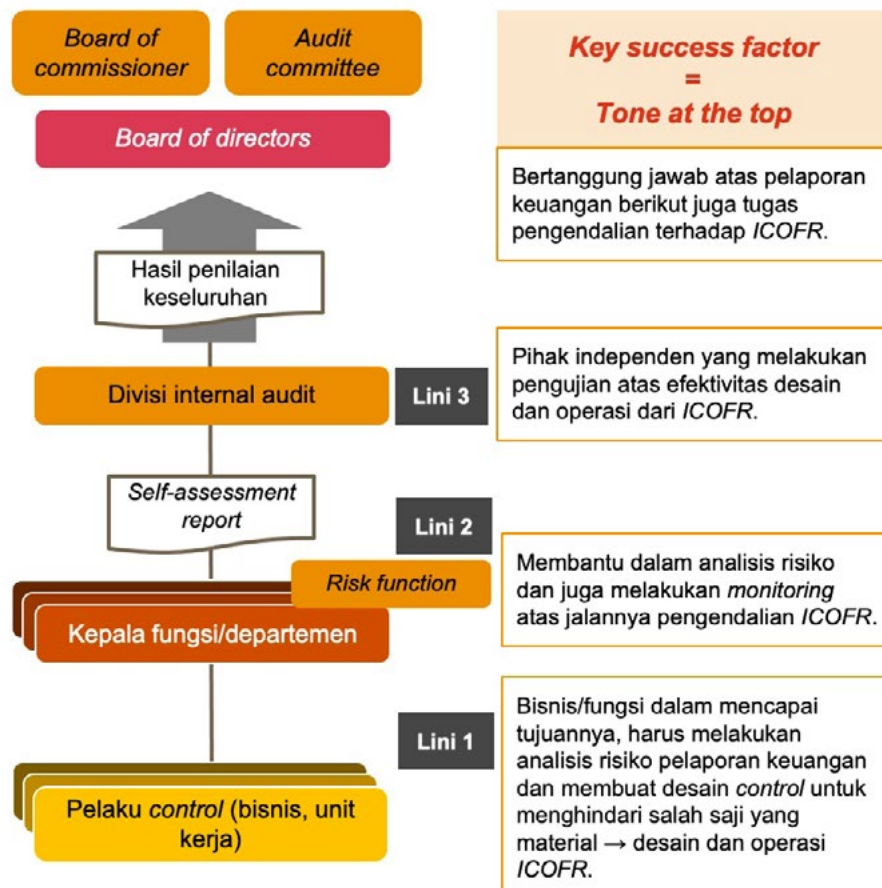 Board of
commissioner
Audit
committee
Board of directors
Key success factor
=
Tone at the top
Bertanggung jawab atas pelaporan
keuangan berikut juga tugas
pengendalian terhadap ICOFR.
Hasil penilaian
keseluruhan
Divisi internal audit
Lini 3
Pihak independen yang melakukan
pengujian atas efektivitas desain
dan operasi dari ICOFR.
Self-assessment
report
Lini 2
Risk function
Kepala fungsi/departemen
Membantu dalam analisis risiko
dan juga melakukan monitoring
atas jalannya pengendalian ICOFR.
Lini 1
Pelaku control (bisnis, unit
kerja)
Bisnis/fungsi dalam mencapai
tujuannya, harus melakukan
analisis risiko pelaporan keuangan
dan membuat desain control untuk
menghindari salah saji yang
material → desain dan operasi
ICOFR.